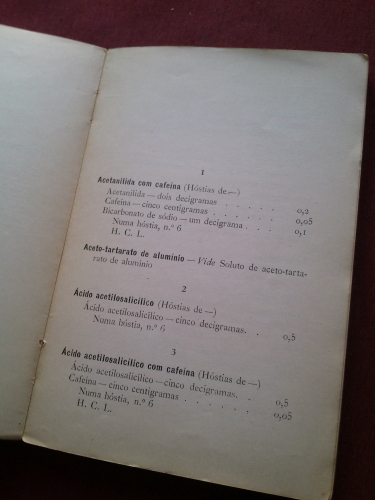 1
Acetanilida com cafeína (Hóstias de—)
Acetanilida — dois decigramas . . . . . 0,2
Cafeína — cinco centigramas . . . . . . 0,05
Bicarbonato de sódio — um decigrama . . . 0,1
Numa hóstia, n.º 6
H. C. L.
Aceto-tartarato de alumínio — Vide Soluto de aceto-tarta-
rato de alumínio
2
Ácido acetilosalicílico (Hóstias de —)
Ácido acetilosalicílico — cinco decigramas. . 0,5
Numa hóstia, n.º 6
3
Ácido acetilosalicílico com cafeína (Hóstias de —)
Ácido acetilosalicílico — cinco decigramas. . 0,5
Cafeína — cinco centigramas . . . . . . 0,05
Numa hóstia, n.º 6
H. C. L.